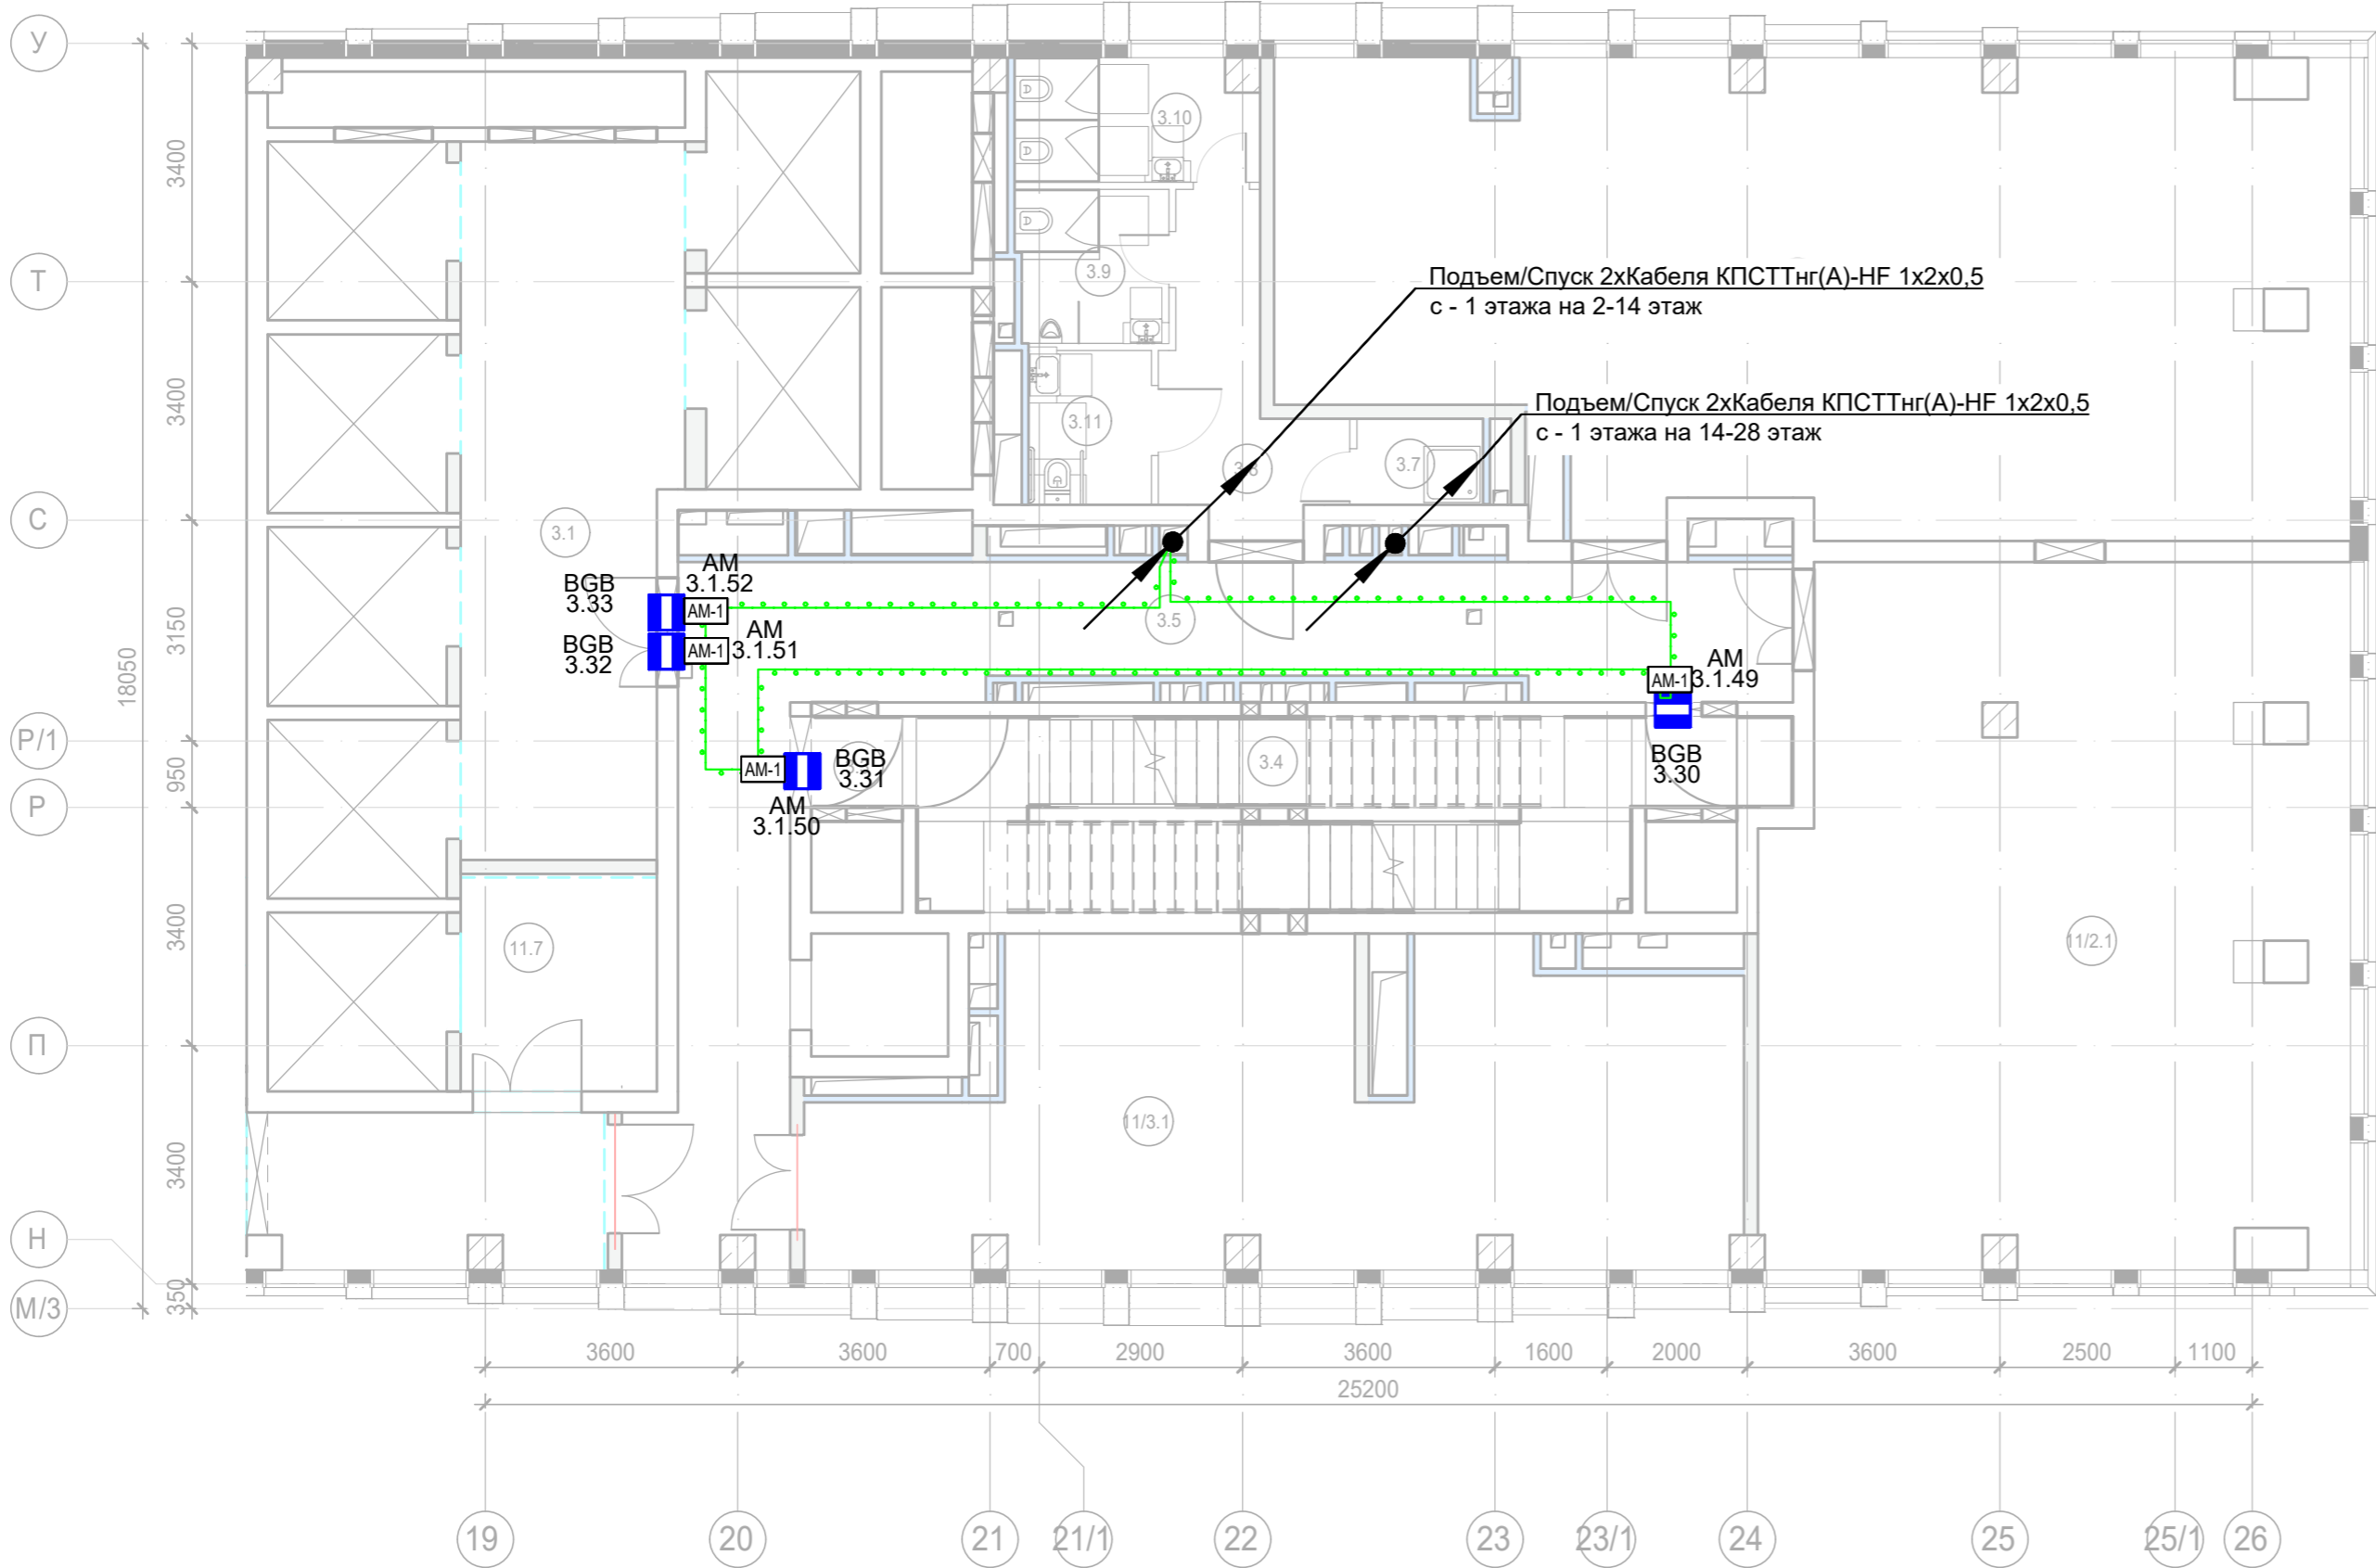 У
3400
3.10
Т
3.9
Подъем/Спуск 2хКабеля КПСТТнг(А)-HF 1х2х0,5
с - 1 этажа на 2-14 этаж
3400
3.11
Подъем/Спуск 2хКабеля КПСТТнг(А)-HF 1х2х0,5
с - 1 этажа на 14-28 этаж
3.7
С
3.1
BGB
3.33
AM
3.1.52
AM-1
3.5
3150
18050
BGB
3.32
AM-1
AM
3.1.51
AM
3.1.49
AM-1
Р/1
950
AM-1
BGB
3.31
3.4
BGB
3.30
Р
AM
3.1.50
3400
11.7
11/2.1
П
11/3.1
3400
Н
350
М/3
3600
3600
700
2900
3600
1600
2000
3600
2500
1100
25200
19
20
21
21/1
22
23
23/1
24
25
25/1
26